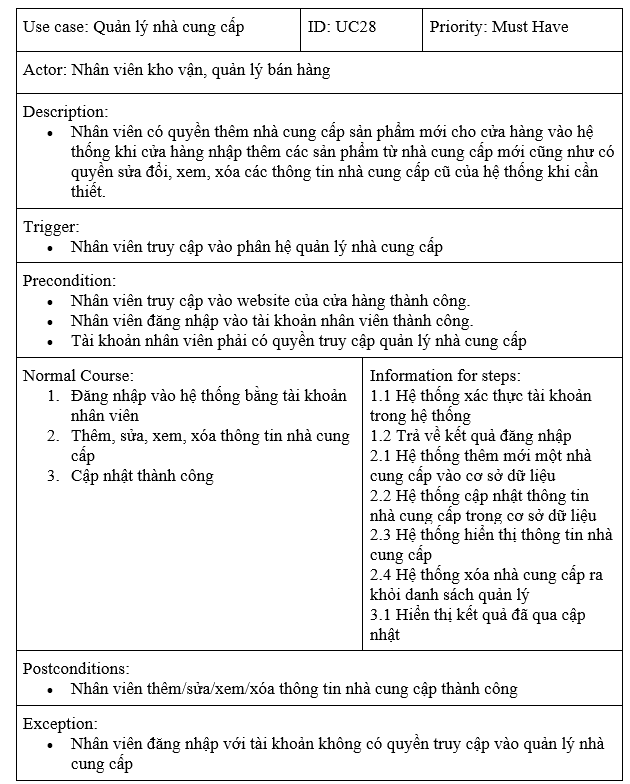 Use case: Quản lý nhà cung cấp
ID: UC28
Priority: Must Have
Actor: Nhân viên kho vận, quản lý bán hàng
Description:
• Nhân viên có quyền thêm nhà cung cấp sản phẩm mới cho cửa hàng vào hệ
thống khi cửa hàng nhập thêm các sản phẩm từ nhà cung cấp mới cũng như có
quyền sửa đổi, xem, xóa các thông tin nhà cung cấp cũ của hệ thống khi cần
thiết.
Trigger:
• Nhân viên truy cập vào phân hệ quản lý nhà cung cấp
Precondition:
• Nhân viên truy cập vào website của cửa hàng thành công.
• Nhân viên đăng nhập vào tài khoản nhân viên thành công.
• Tài khoản nhân viên phải có quyền truy cập quản lý nhà cung cấp
Normal Course:
1. Đăng nhập vào hệ thống bằng tài khoản
nhân viên
2. Thêm, sửa, xem, xóa thông tin nhà cung
cấp
3. Cập nhật thành công
Information for steps:
1.1 Hệ thống xác thực tài khoản
trong hệ thống
1.2 Trả về kết quả đăng nhập
2.1 Hệ thống thêm mới một nhà
cung cấp vào cơ sở dữ liệu
2.2 Hệ thống cập nhật thông tin
nhà cung cấp trong cơ sở dữ liệu
2.3 Hệ thống hiển thị thông tin nhà
cung cấp
2.4 Hệ thống xóa nhà cung cấp ra
khỏi danh sách quản lý
3.1 Hiển thị kết quả đã qua cập
nhật
Postconditions:
• Nhân viên thêm/sửa/xem/xóa thông tin nhà cung cập thành công
Exception:
• Nhân viên đăng nhập với tài khoản không có quyền truy cập vào quản lý nhà
cung cấp